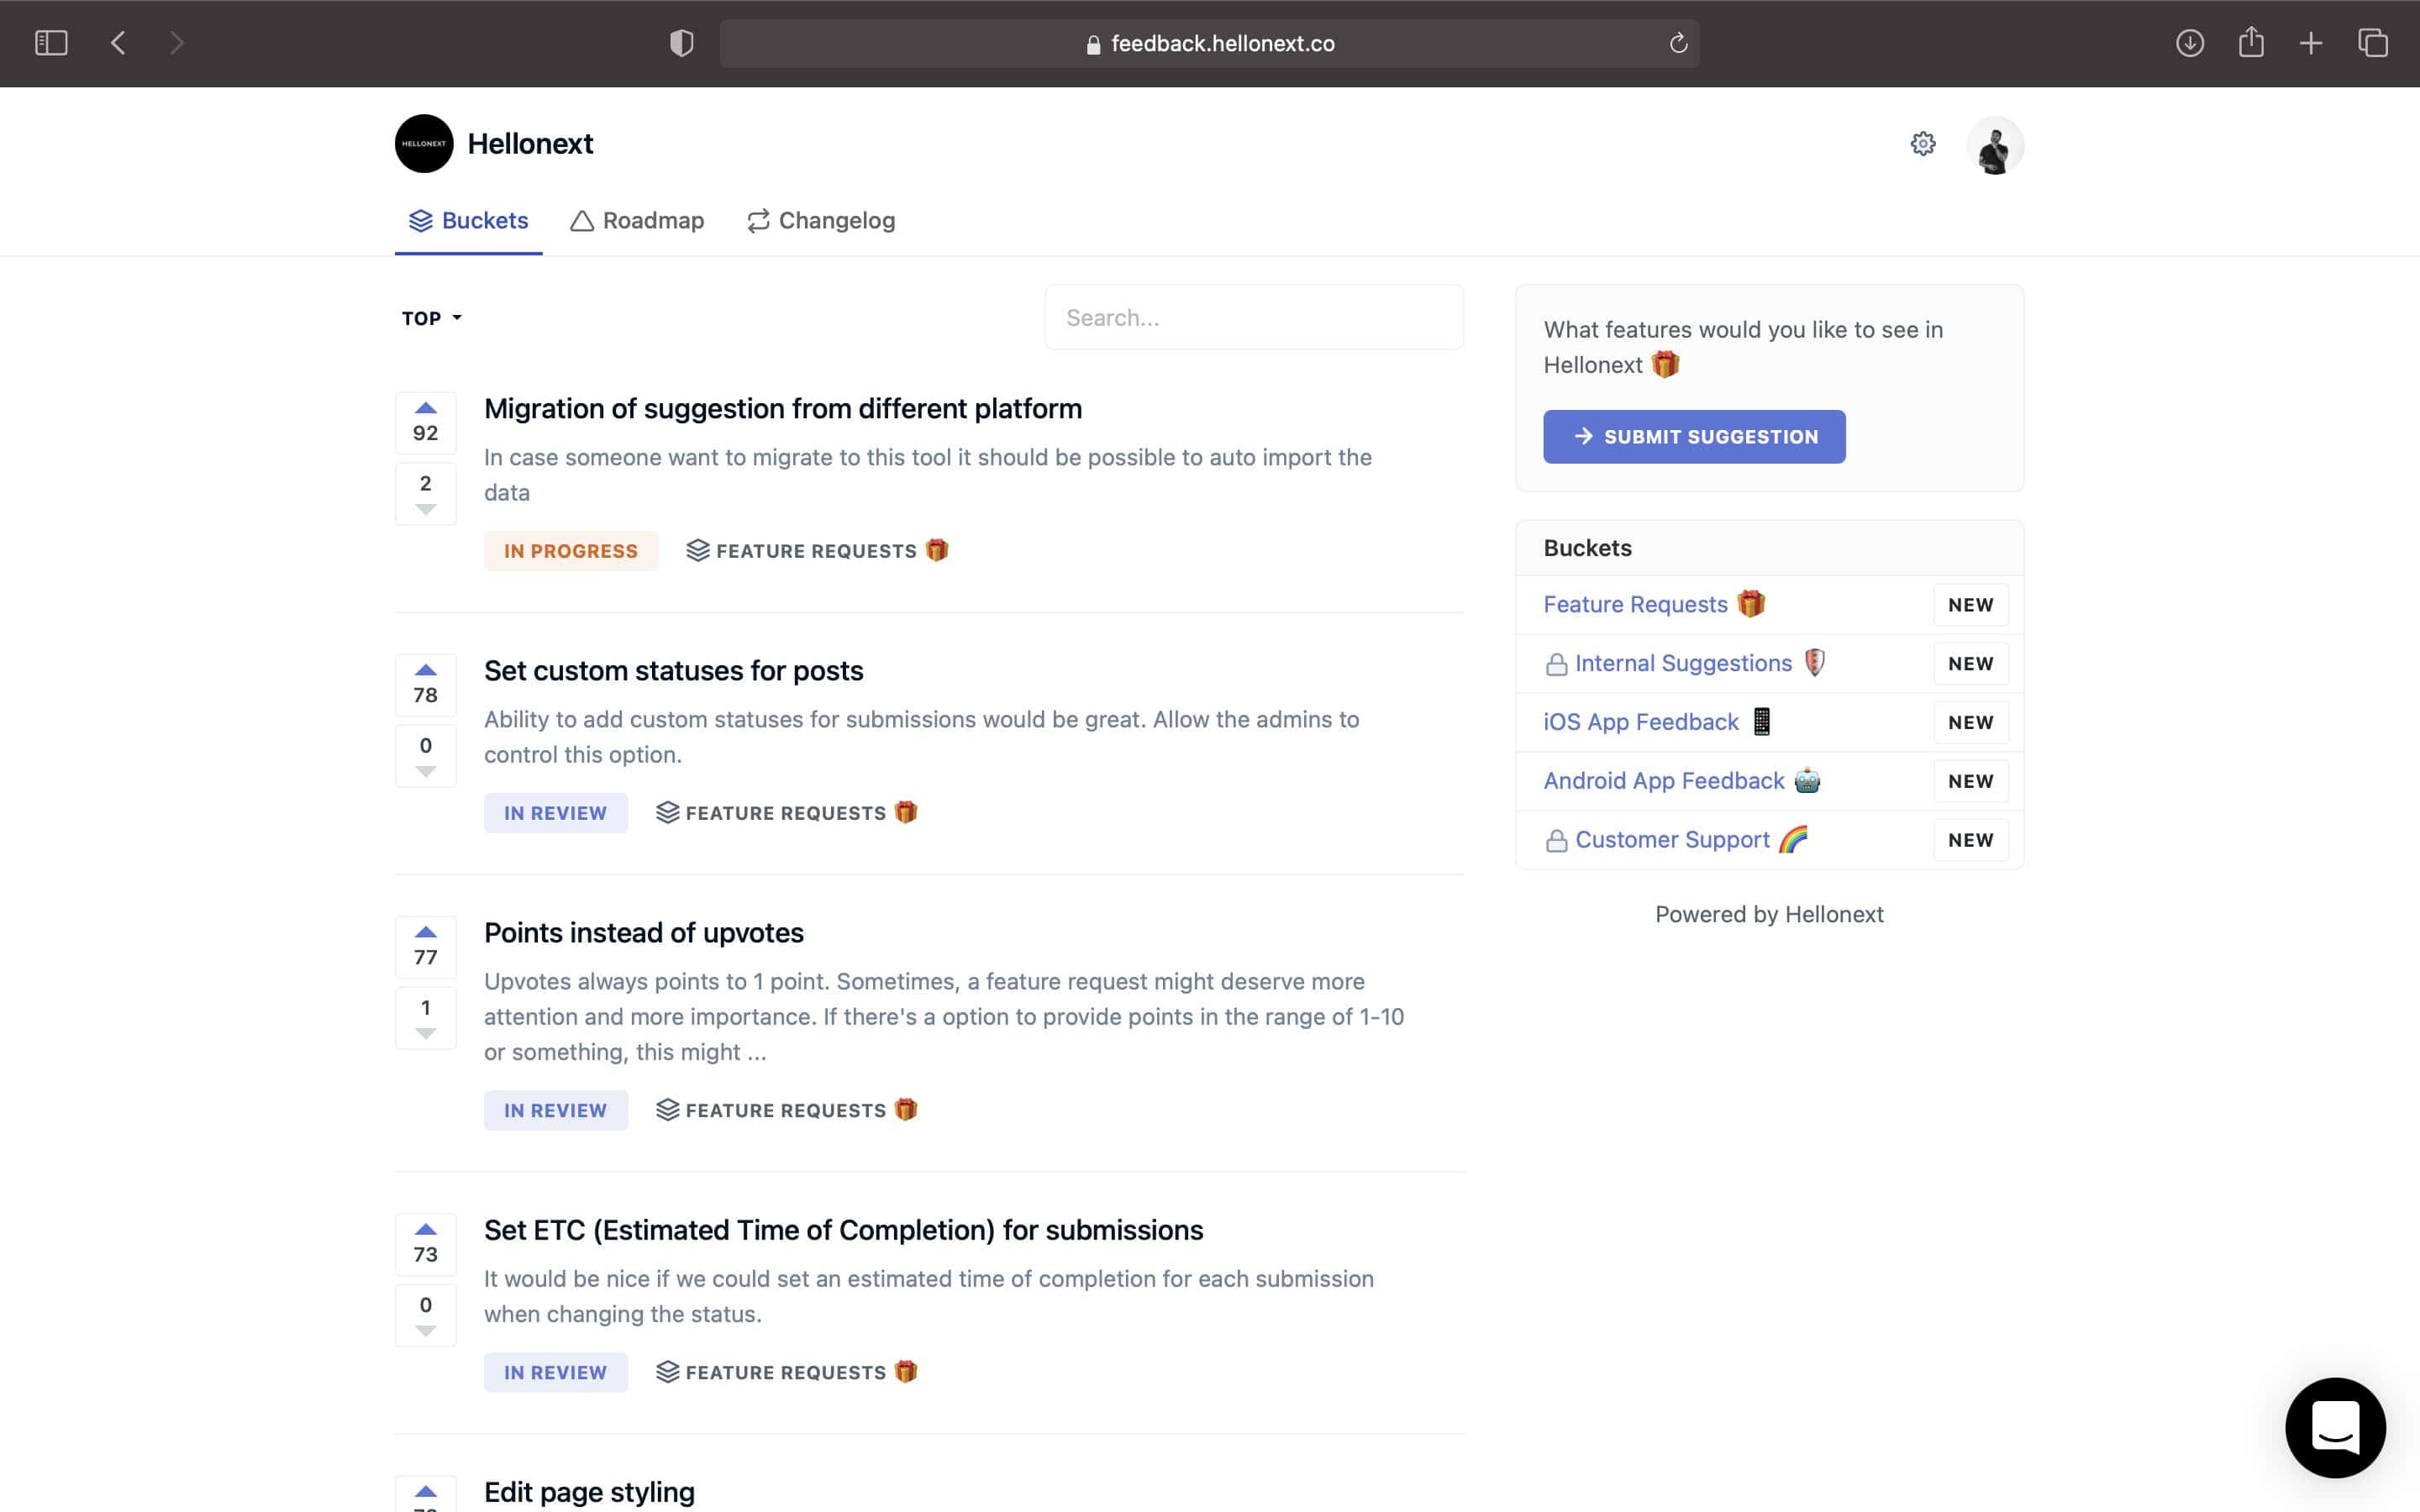 feedback.hellonext.co
HELLONEXT
Hellonext
Buckets
Roadmap
Changelog
TOP
Search...
92
2
Migration of suggestion from different platform
In case someone want to migrate to this tool it should be possible to auto import the
data
IN PROGRESS
FEATURE REQUESTS
78
0
Set custom statuses for posts
Ability to add custom statuses for submissions would be great. Allow the admins to
control this option.
IN REVIEW
FEATURE REQUESTS
77
1
Points instead of upvotes
Upvotes always points to 1 point. Sometimes, a feature request might deserve more
attention and more importance. If there's a option to provide points in the range of 1-10
or something, this might ...
IN REVIEW
FEATURE REQUESTS
73
0
Set ETC (Estimated Time of Completion) for submissions
It would be nice if we could set an estimated time of completion for each submission
when changing the status.
IN REVIEW
FEATURE REQUESTS
Edit page styling
What features would you like to see in
Hellonext
SUBMIT SUGGESTION
Buckets
Feature Requests
NEW
Internal Suggestions
NEW
iOS App Feedback
NEW
Android App Feedback
NEW
Customer Support
NEW
Powered by Hellonext